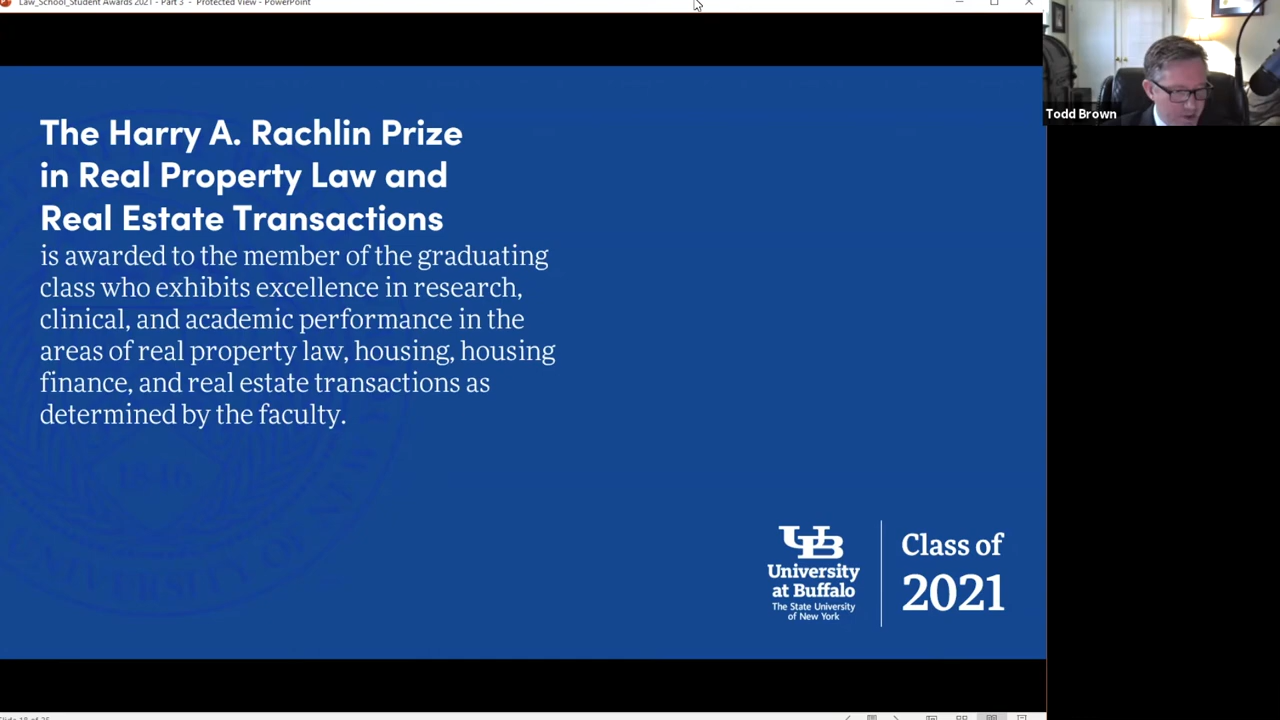 Law_School_Student Awards 2021 - Part 3 - Protected View - PowerPoint
Todd Brown
The Harry A. Rachlin Prize
in Real Property Law and
Real Estate Transactions
is awarded to the member of the graduating
class who exhibits excellence in research,
clinical, and academic performance in the
areas of real property law, housing, housing
finance, and real estate transactions as
determined by the faculty.
1846
UB
University
at Buffalo
The State University
of New York
Class of
2021